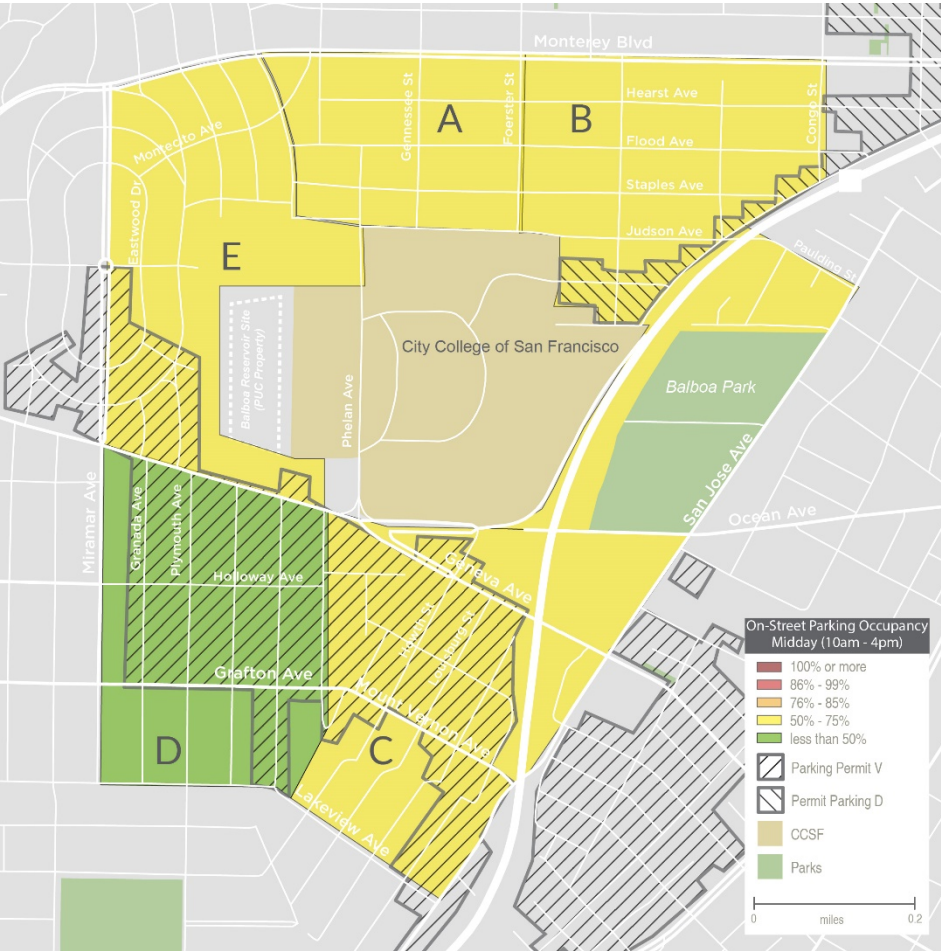 Monterey Blvd
Hearst Ave
Gennessee St
Foerster St
Congo St
A
B
Montecito Ave
Flood Ave
Staples Ave
Eastwood Dr
Judson Ave
E
Paulding St
Balboa Reservoir Site
(PUC Property)
City College of San Francisco
Phelan Ave
Balboa Park
San Jose Ave
Ocean Ave
Miramar Ave
Granada Ave
Plymouth Ave
Holloway Ave
Geneva Ave
Howth St
Grafton Ave
Mount Vernon Ave
D
C
Lakeview Ave
On-Street Parking Occupancy
Midday (10am - 4pm)
100% or more
86% - 99%
76% - 85%
50% - 75%
less than 50%
Parking Permit V
Permit Parking D
CCSF
Parks
0
miles
0.2